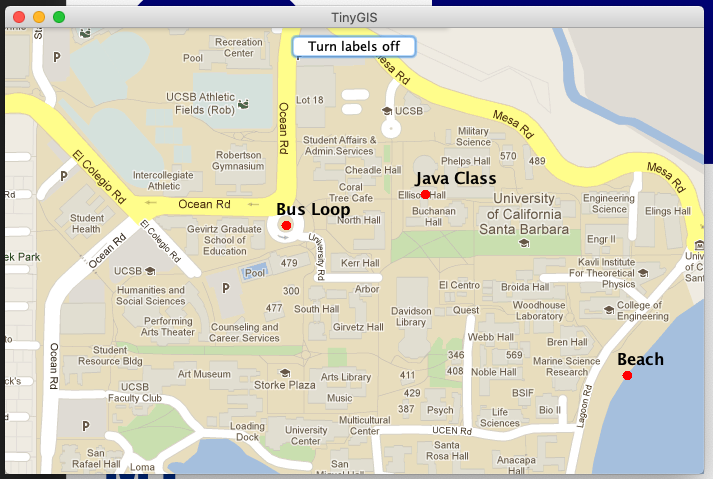 TinyGIS
Turn labels off
Recreation
Center
Pool
P
Mesa Rd
UCSB Athletic
Fields (Rob)
Lot 18
Ocean Rd
UCSB
Mesa Rd
Military
Science
Student Affairs &
Admin.Services
570
489
Phelps Hall
Robertson
Gymnasium
Cheadle Hall
El Colegio Rd
P
Intercollegiate
Athletic
Java Class
Mesa Rd
Coral
Tree Cafe
Ocean Rd
Bus Loop
Buchanan
Hall
University
of California
Santa Barbara
Engineering
Science
Elings Hall
Student
Health
North Hall
El Colegio Rd
Gevirtz Graduate
School of
Education
University Rd
Engr II
Ocean Rd
ek Park
UCSB
Pool
479
Kerr Hall
Kavli Institute
For Theoretical
Physics
Humanities and
Social Sciences
P
300
Arbor
El Centro
Broida Hall
477
South Hall
Davidson
Library
Quest
Woodhouse
Laboratory
College of
Engineering
Performing
Arts Theater
Counseling and
Career Services
Girvetz Hall
Webb Hall
Bren Hall
Ocean Rd
Student
Resource Bldg
346
408
569
Noble Hall
Marine Science
Research
Beach
Art Museum
Storke Plaza
Arts Library
411
429
387
UCSB
Faculty Club
Music
BSIF
Lagoon Rd
Psych
Life
Sciences
Bio II
P
Loading
Dock
University
Center
Multicultural
Center
UCEN Rd
San
Rafael Hall
Loma
San
Miguel Hall
Santa
Rosa Hall
Anacapa
Hall